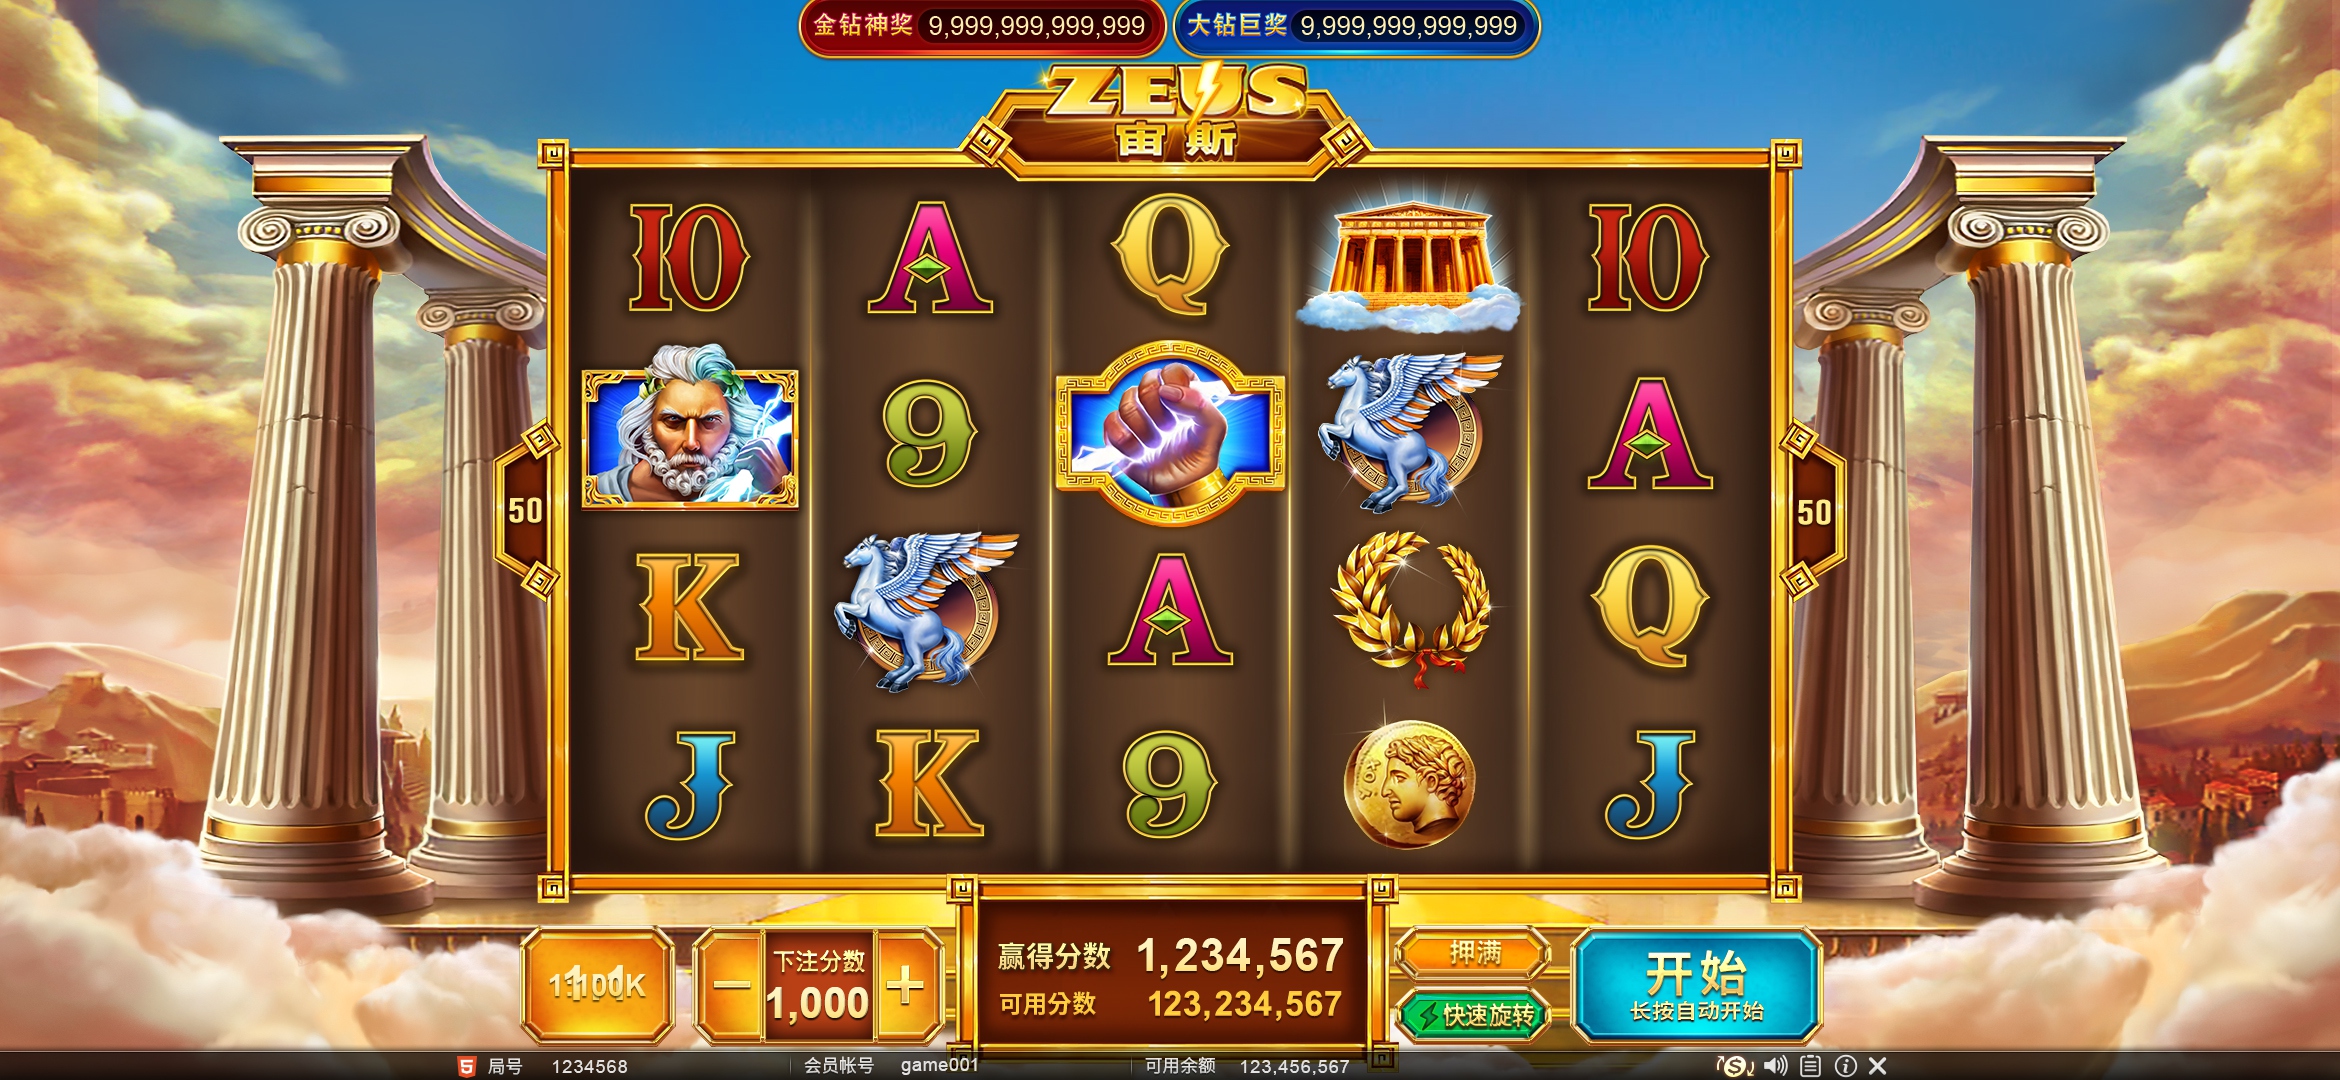 金钻神奖 9,999,999,999,999
大钻巨奖 9,999,999,999,999
ZEUS
宙斯
10 A Q 10
9 A
K A Q
J K 9 J
50
50
下注分数
1,000
赢得分数 1,234,567
可用分数 123,234,567
押满
快速旋转
开始
长按自动开始
局号 1234568
会员帐号 game001
可用余额 123,456,567